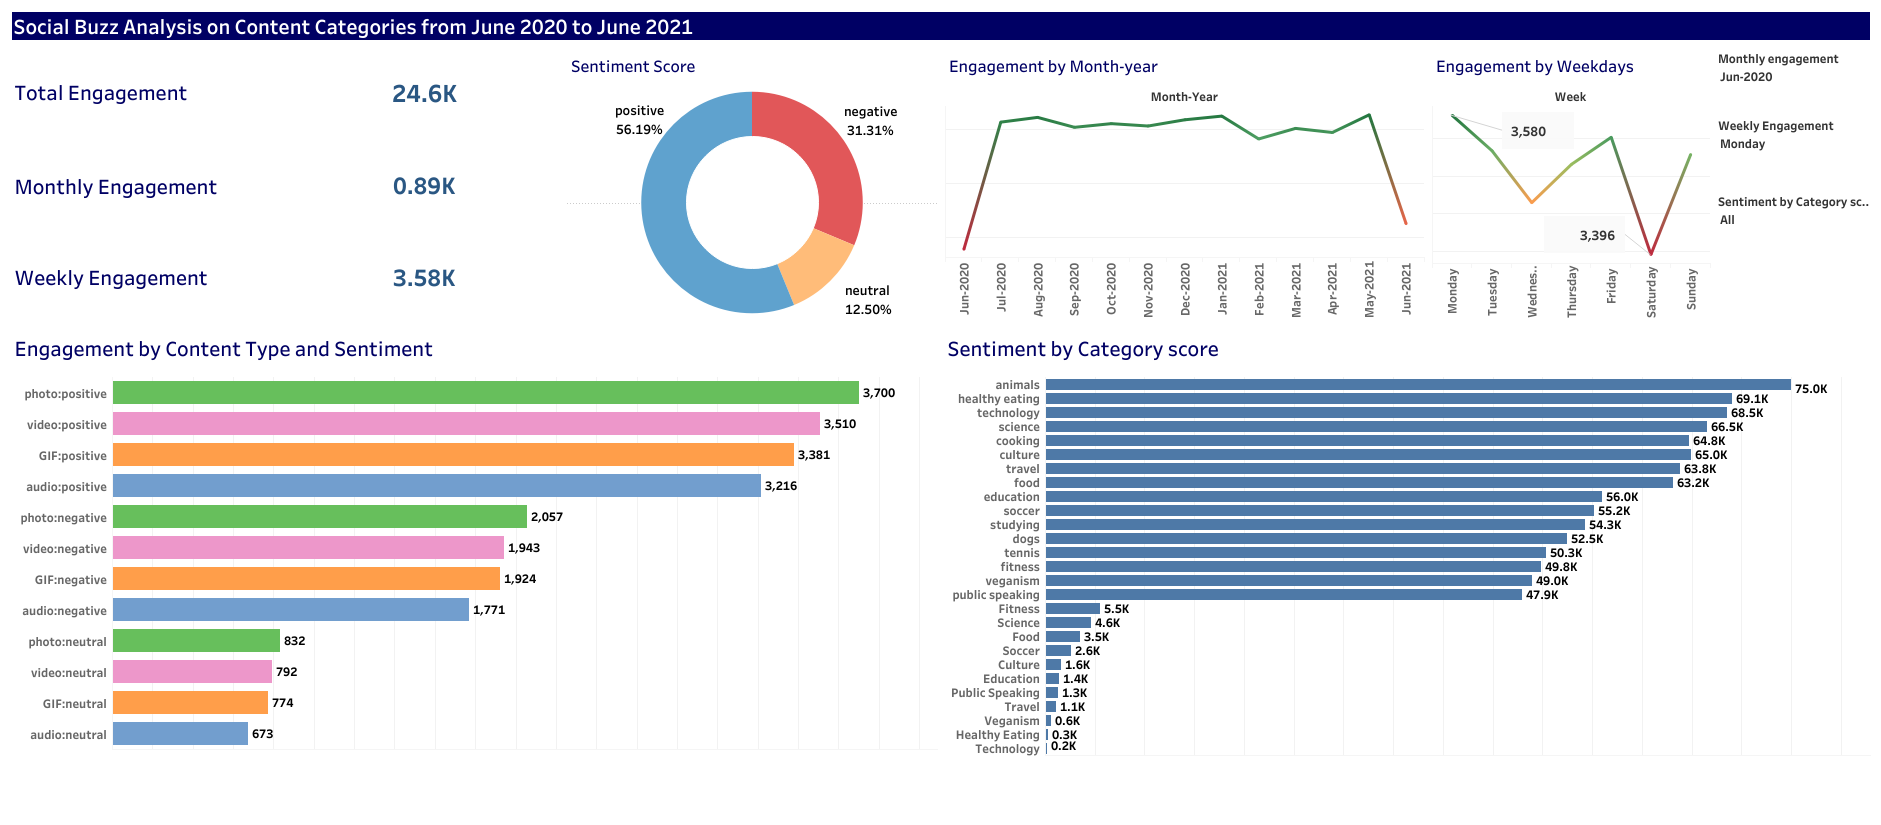 Social Buzz Analysis on Content Categories from June 2020 to June 2021
Total Engagement
24.6K
Monthly Engagement
0.89K
Weekly Engagement
3.58K
Sentiment Score
positive
56.19%
negative
31.31%
neutral
12.50%
Engagement by Month-year
Month-Year
Jun-2020
Jul-2020
Aug-2020
Sep-2020
Oct-2020
Nov-2020
Dec-2020
Jan-2021
Feb-2021
Mar-2021
Apr-2021
May-2021
Jun-2021
Engagement by Weekdays
Week
3,580
3,396
Monday
Tuesday
Wednes..
Thursday
Friday
Saturday
Sunday
Monthly engagement
Jun-2020
Weekly Engagement
Monday
Sentiment by Category sc..
All
Engagement by Content Type and Sentiment
photo:positive 3,700
video:positive 3,510
GIF:positive 3,381
audio:positive 3,216
photo:negative 2,057
video:negative 1,943
GIF:negative 1,924
audio:negative 1,771
photo:neutral 832
video:neutral 792
GIF:neutral 774
audio:neutral 673
Sentiment by Category score
animals 75.0K
healthy eating 69.1K
technology 68.5K
science 66.5K
cooking 64.8K
culture 65.0K
travel 63.8K
food 63.2K
education 56.0K
soccer 55.2K
studying 54.3K
dogs 52.5K
tennis 50.3K
fitness 49.8K
veganism 49.0K
public speaking 47.9K
Fitness 5.5K
Science 4.6K
Food 3.5K
Soccer 2.6K
Culture 1.6K
Education 1.4K
Public Speaking 1.3K
Travel 1.1K
Veganism 0.6K
Healthy Eating 0.3K
Technology 0.2K